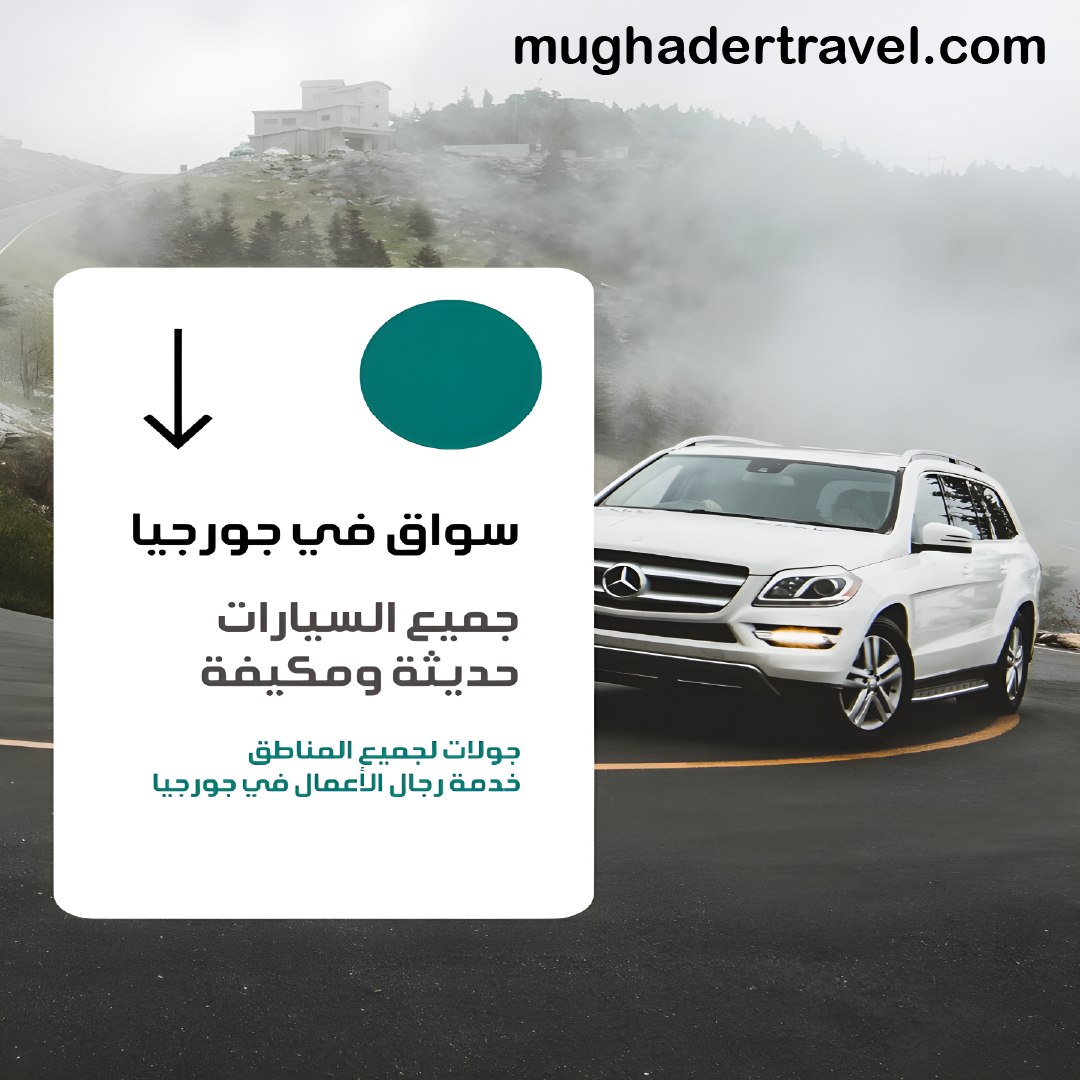 mughadertravel.com
سواق في جورجيا
جميع السيارات
حديثة ومكيفة
جولات لجميع المناطق
خدمة رجال الأعمال في جورجيا